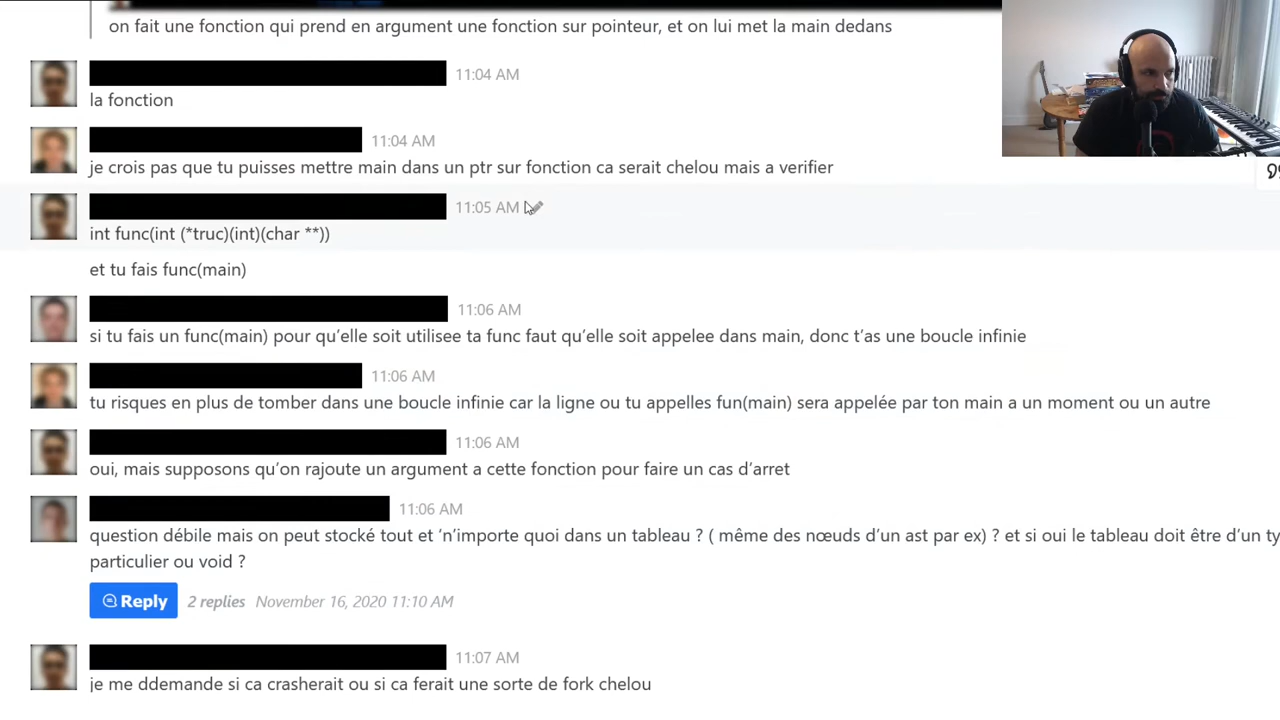 on fait une fonction qui prend en argument une fonction sur pointeur, et on lui met la main dedans
11:04 AM
la fonction
11:04 AM
je crois pas que tu puisses mettre main dans un ptr sur fonction ca serait chelou mais a verifier
11:05 AM
int func(int (*truc)(int)(char **))
et tu fais func(main)
11:06 AM
si tu fais un func(main) pour qu’elle soit utilisee ta func faut qu’elle soit appelee dans main, donc t’as une boucle infinie
11:06 AM
tu risques en plus de tomber dans une boucle infinie car la ligne ou tu appelles fun(main) sera appelée par ton main a un moment ou un autre
11:06 AM
oui, mais supposons qu’on rajoute un argument a cette fonction pour faire un cas d’arret
11:06 AM
question débile mais on peut stocké tout et ‘n’importe quoi dans un tableau ? ( même des nœuds d’un ast par ex) ? et si oui le tableau doit être d’un ty
particulier ou void ?
Reply 2 replies November 16, 2020 11:10 AM
11:07 AM
je me ddemande si ca crasherait ou si ca ferait une sorte de fork chelou